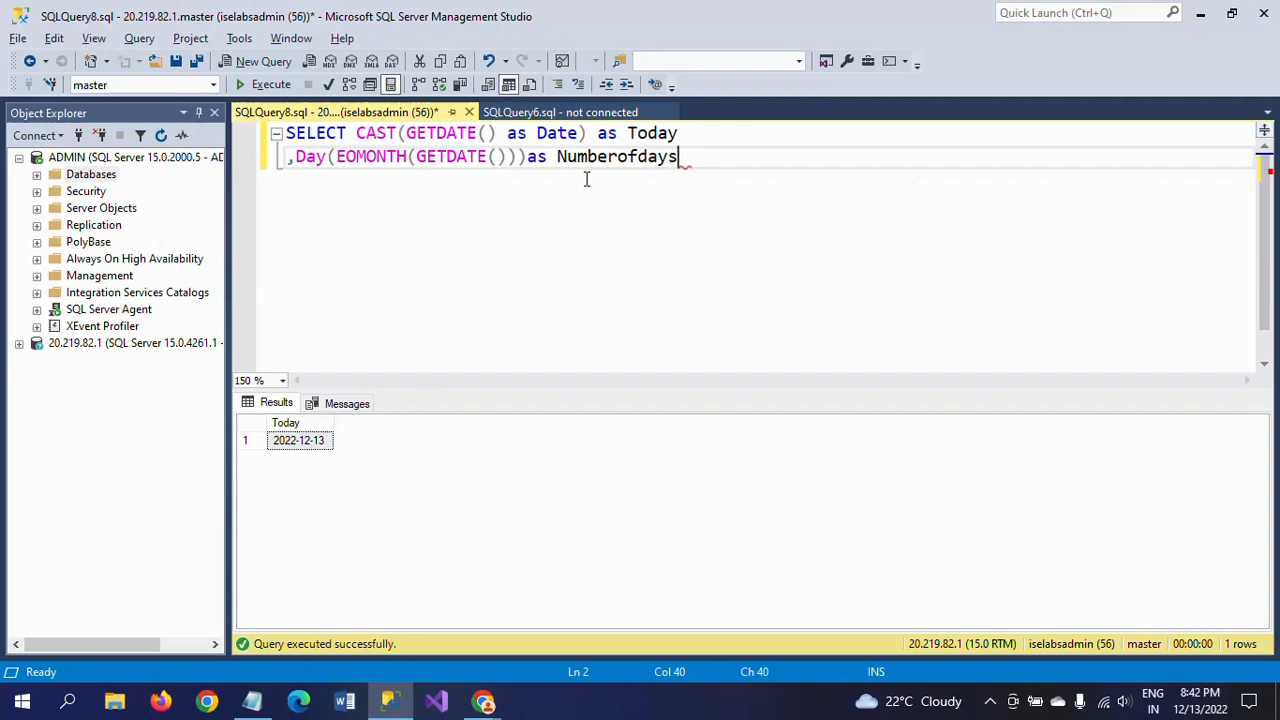 SQLQuery8.sql - 20.219.82.1.master (iselabsadmin (56))* - Microsoft SQL Server Management Studio
Quick Launch (Ctrl+Q)
File Edit View Query Project Tools Window Help
New Query
master Execute
Object Explorer
SQLQuery8.sql - 20....(iselabsadmin (56))*
SQLQuery6.sql - not connected
Connect
ADMIN (SQL Server 15.0.2000.5 -
Databases
Security
Server Objects
Replication
PolyBase
Always On High Availability
Management
Integration Services Catalogs
SQL Server Agent
XEvent Profiler
20.219.82.1 (SQL Server 15.0.4261.1 -
SELECT CAST(GETDATE() as Date) as Today
,Day(EOMONTH(GETDATE()))as Numberofdays
150 %
Results Messages
Today
1 2022-12-13
Query executed successfully.
20.219.82.1 (15.0 RTM) iselabsadmin (56) master 00:00:00 1 rows
Ready Ln 2 Col 40 Ch 40 INS
22°C Cloudy
ENG
IN
8:42 PM
12/13/2022